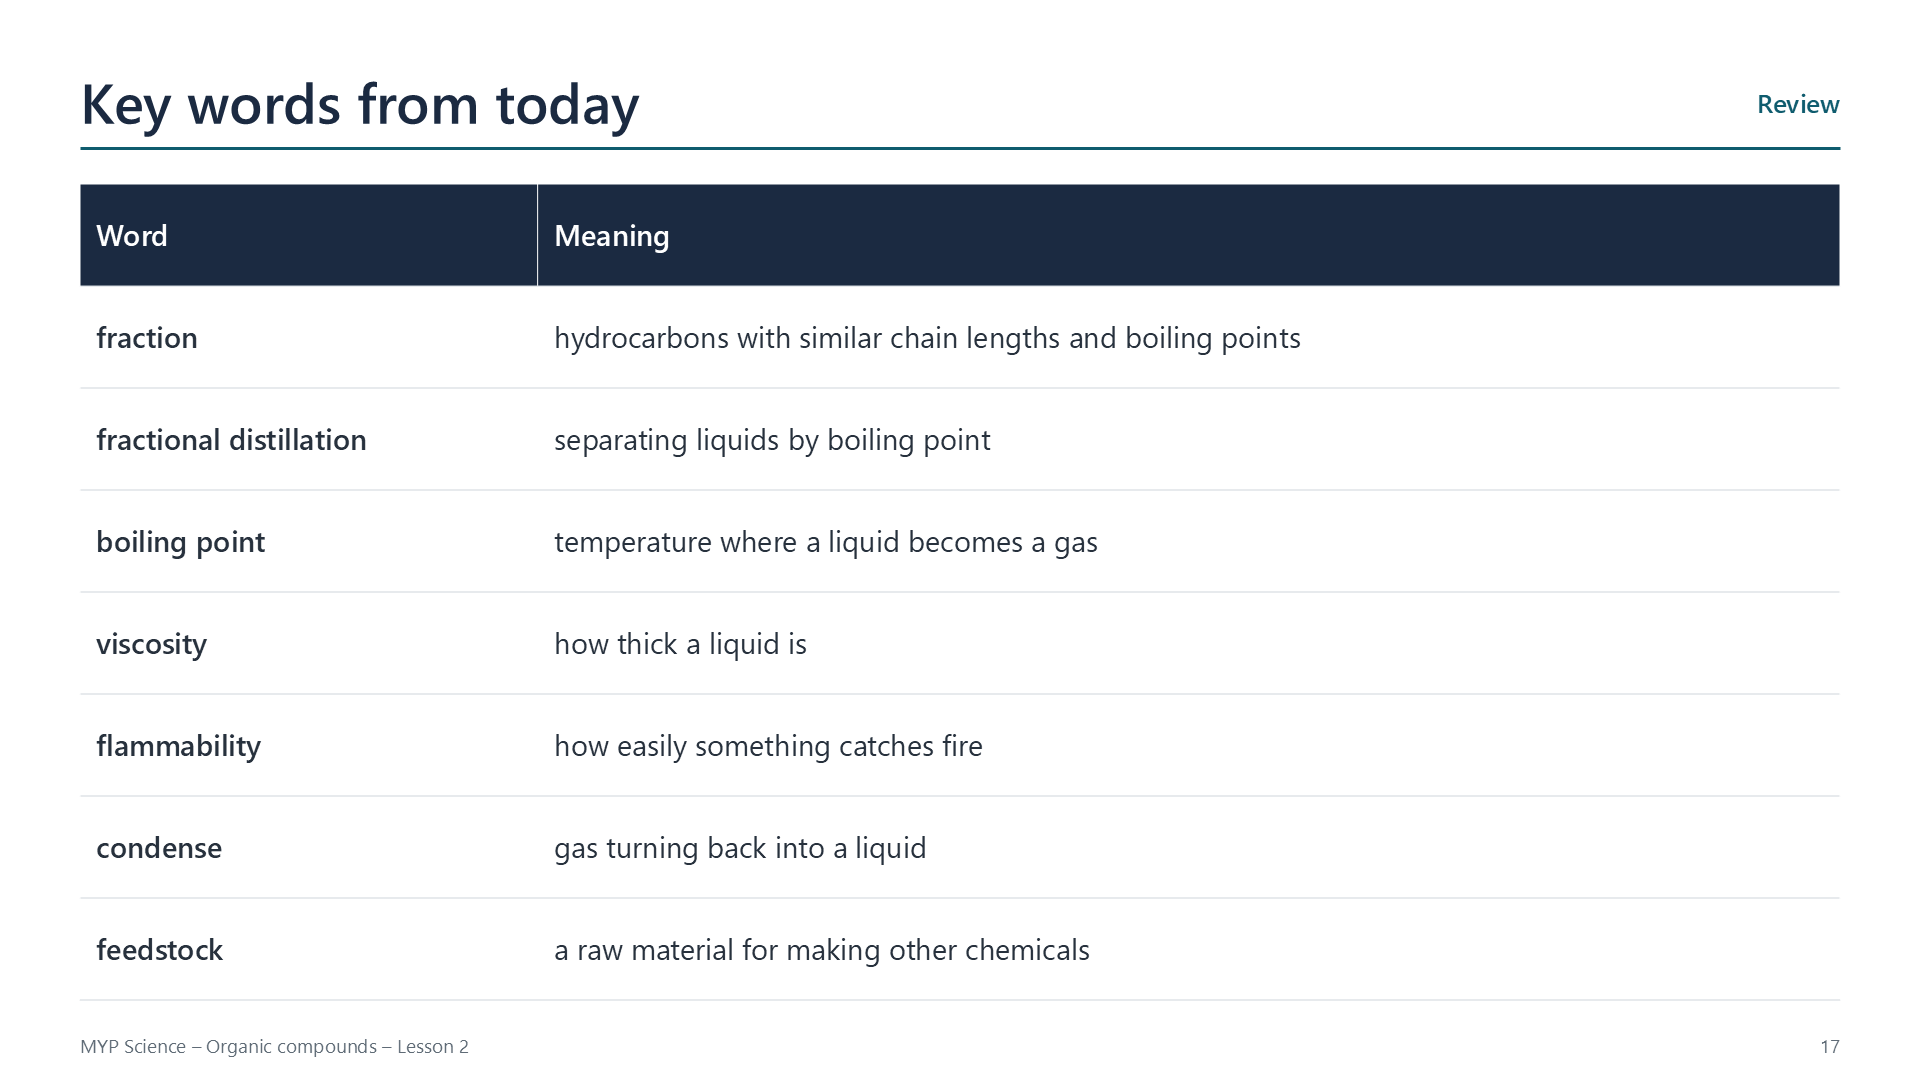 Key words from today
Review
Word
Meaning
fraction
hydrocarbons with similar chain lengths and boiling points
fractional distillation
separating liquids by boiling point
boiling point
temperature where a liquid becomes a gas
viscosity
how thick a liquid is
flammability
how easily something catches fire
condense
gas turning back into a liquid
feedstock
a raw material for making other chemicals
MYP Science – Organic compounds – Lesson 2
17